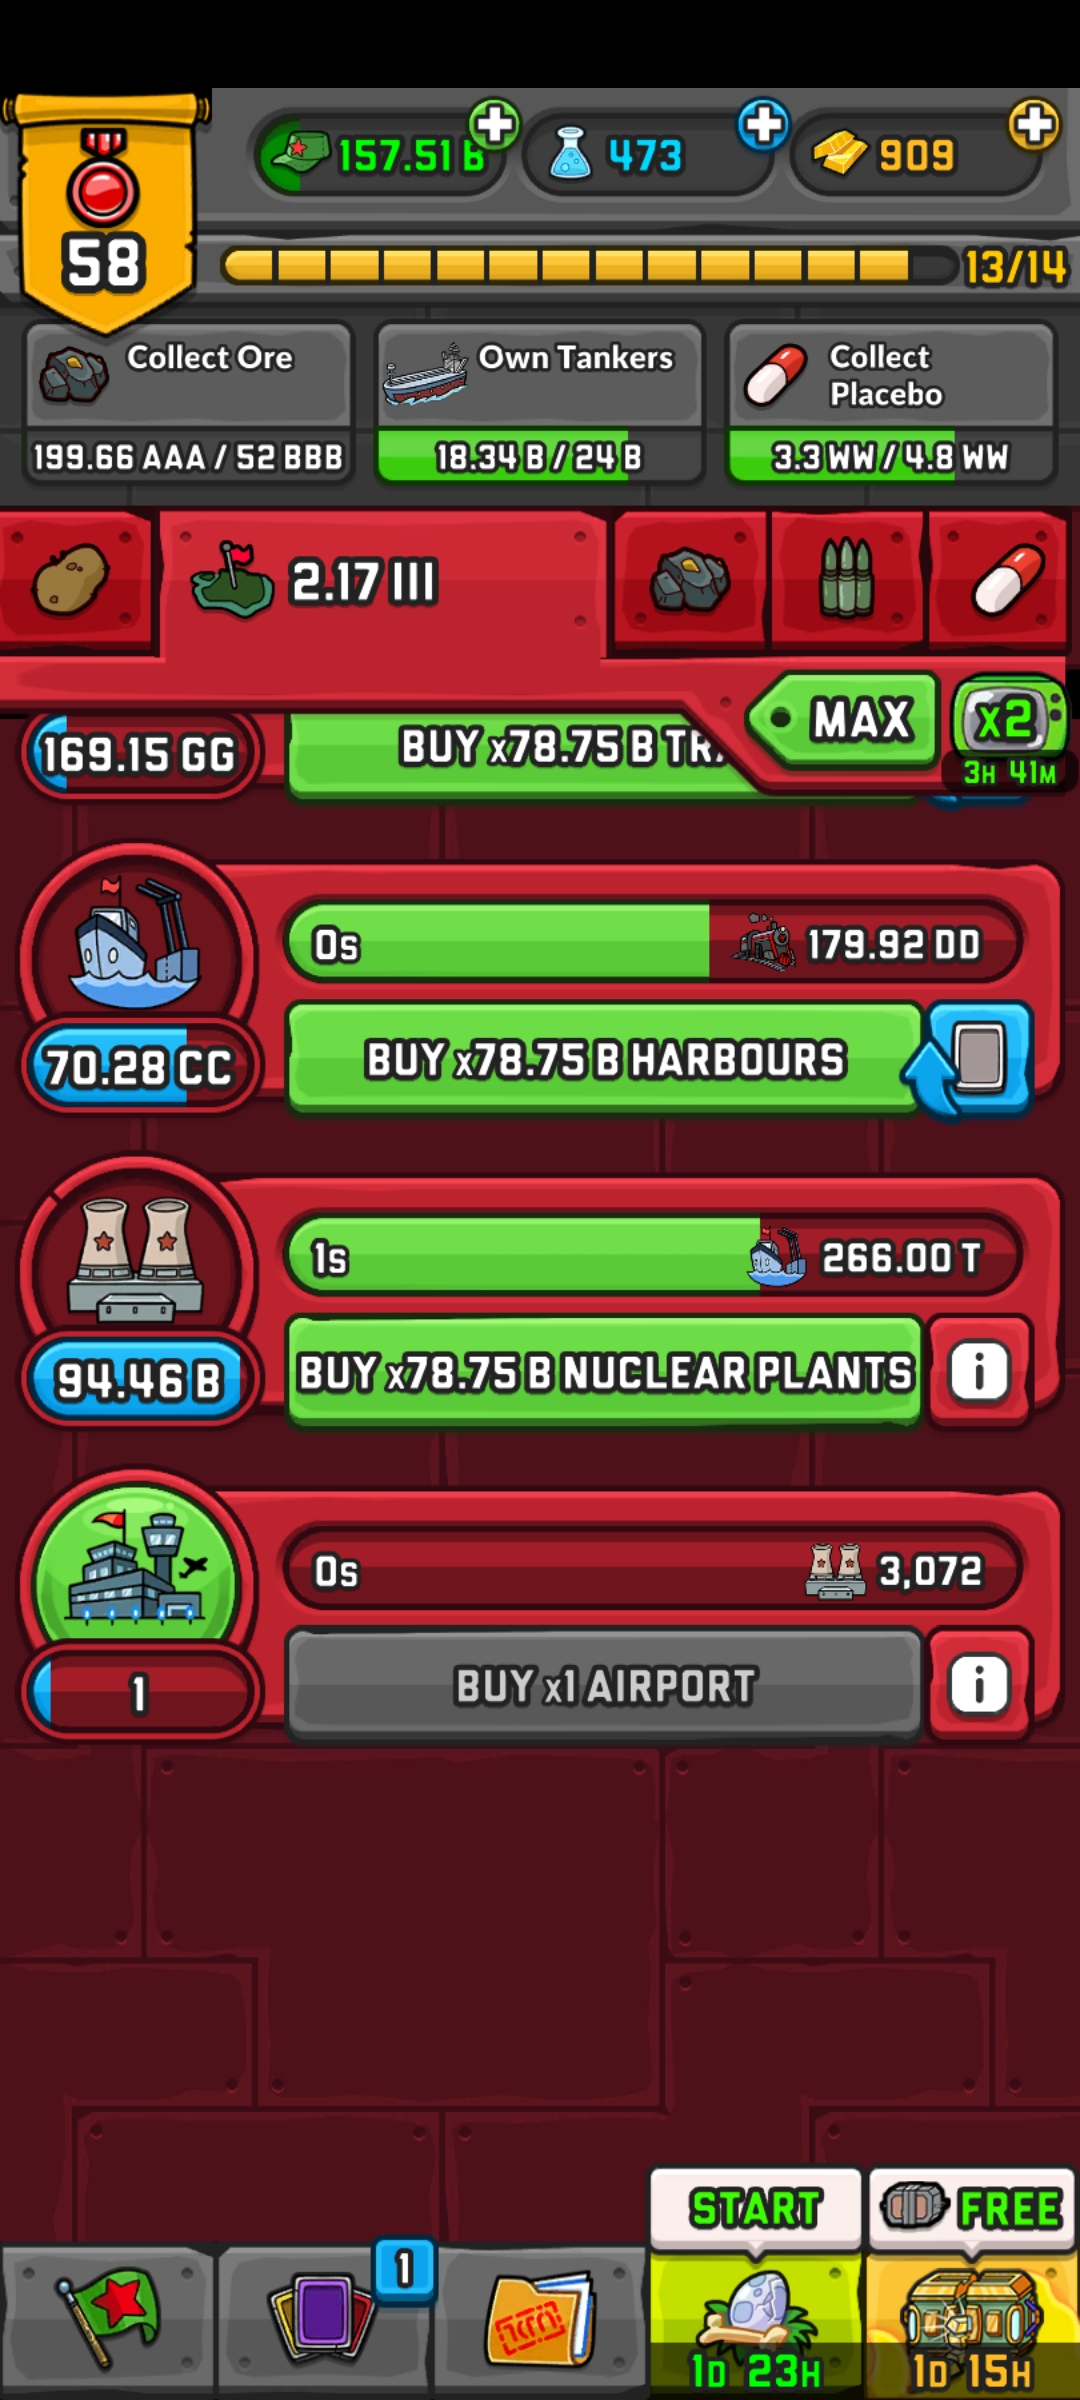 157.51 B
473
909
58
13/14
Collect Ore
Own Tankers
Collect
Placebo
199.66 AAA / 52 BBB
18.34 B / 24 B
3.3 WW / 4.8 WW
2.17 III
MAX
x2
3H 41M
169.15 GG
BUY x78.75 B
0s
179.92 DD
70.28 CC
BUY x78.75 B HARBOURS
1s
266.00 T
94.46 B
BUY x78.75 B NUCLEAR PLANTS
i
0s
3,072
1
BUY x1 AIRPORT
i
START
FREE
1
1D 23H
1D 15H